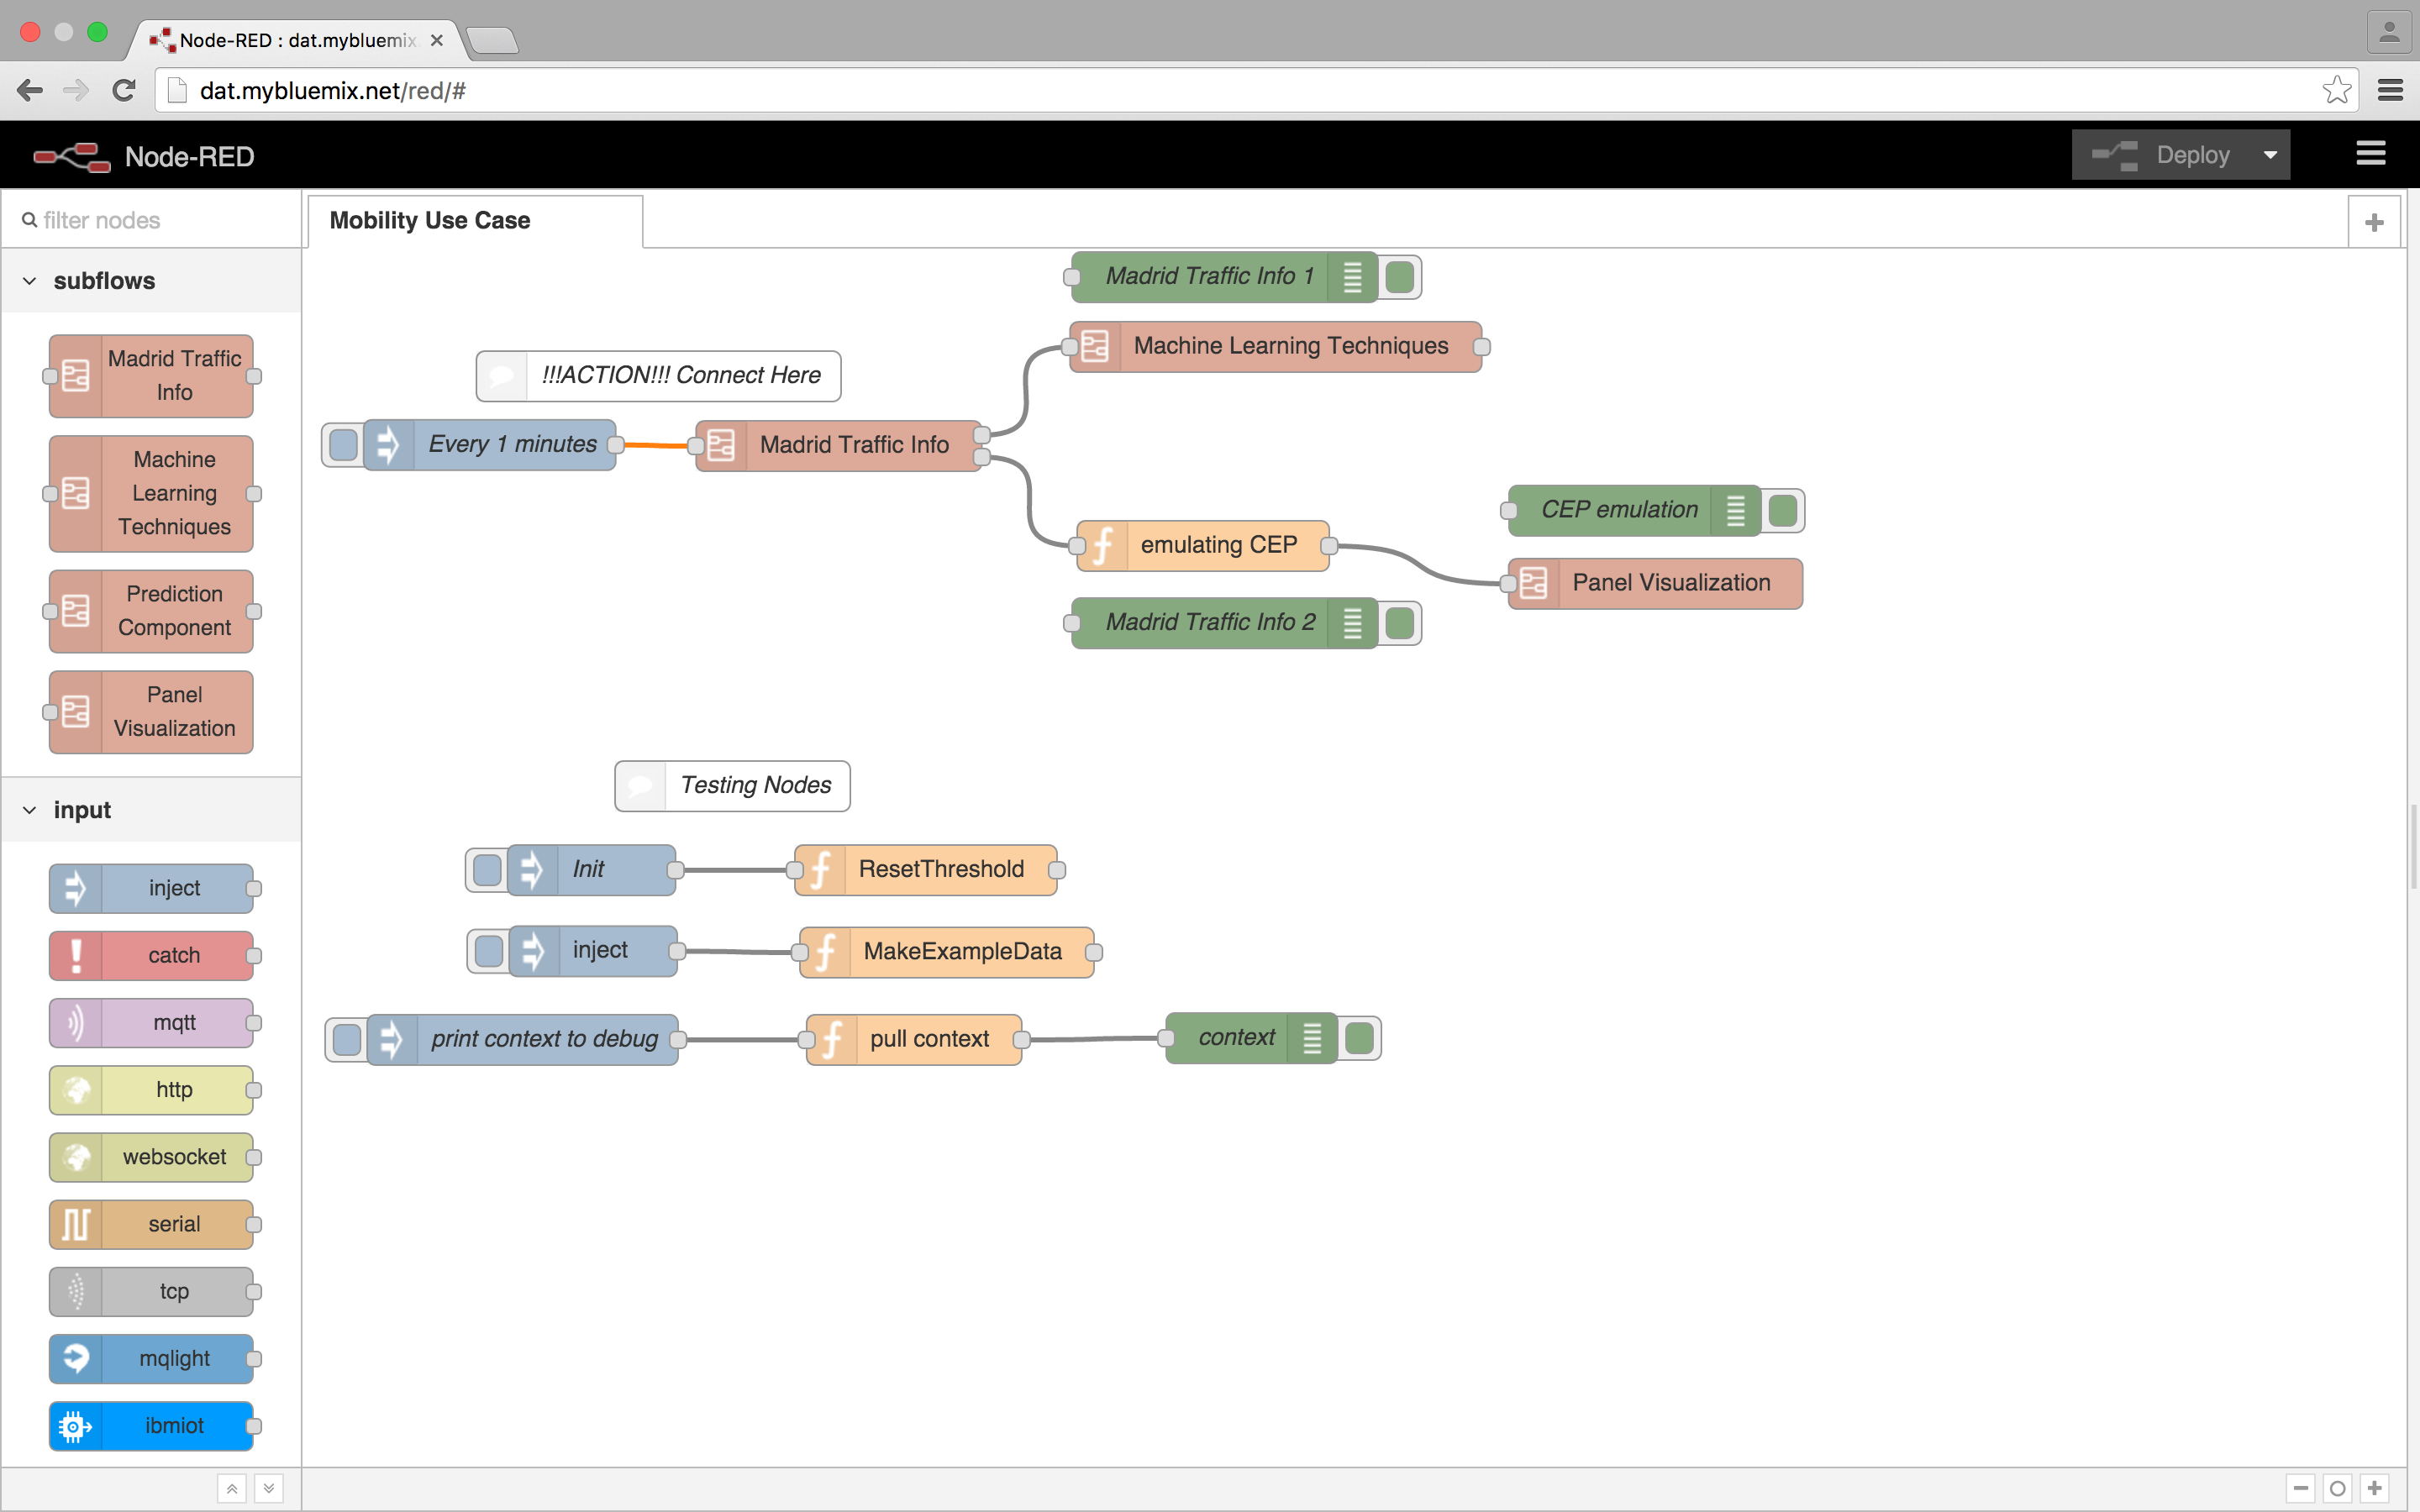 Node-RED : dat.mybluemix
dat.mybluemix.net/red/#
Node-RED
Deploy
filter nodes
Mobility Use Case
subflows
Madrid Traffic
Info
Machine
Learning
Techniques
Prediction
Component
Panel
Visualization
input
inject
catch
mqtt
http
websocket
serial
tcp
mqlight
ibmiot
Madrid Traffic Info 1
Machine Learning Techniques
!!!ACTION!!! Connect Here
Every 1 minutes
Madrid Traffic Info
CEP emulation
emulating CEP
Panel Visualization
Madrid Traffic Info 2
Testing Nodes
Init
ResetThreshold
inject
MakeExampleData
print context to debug
pull context
context